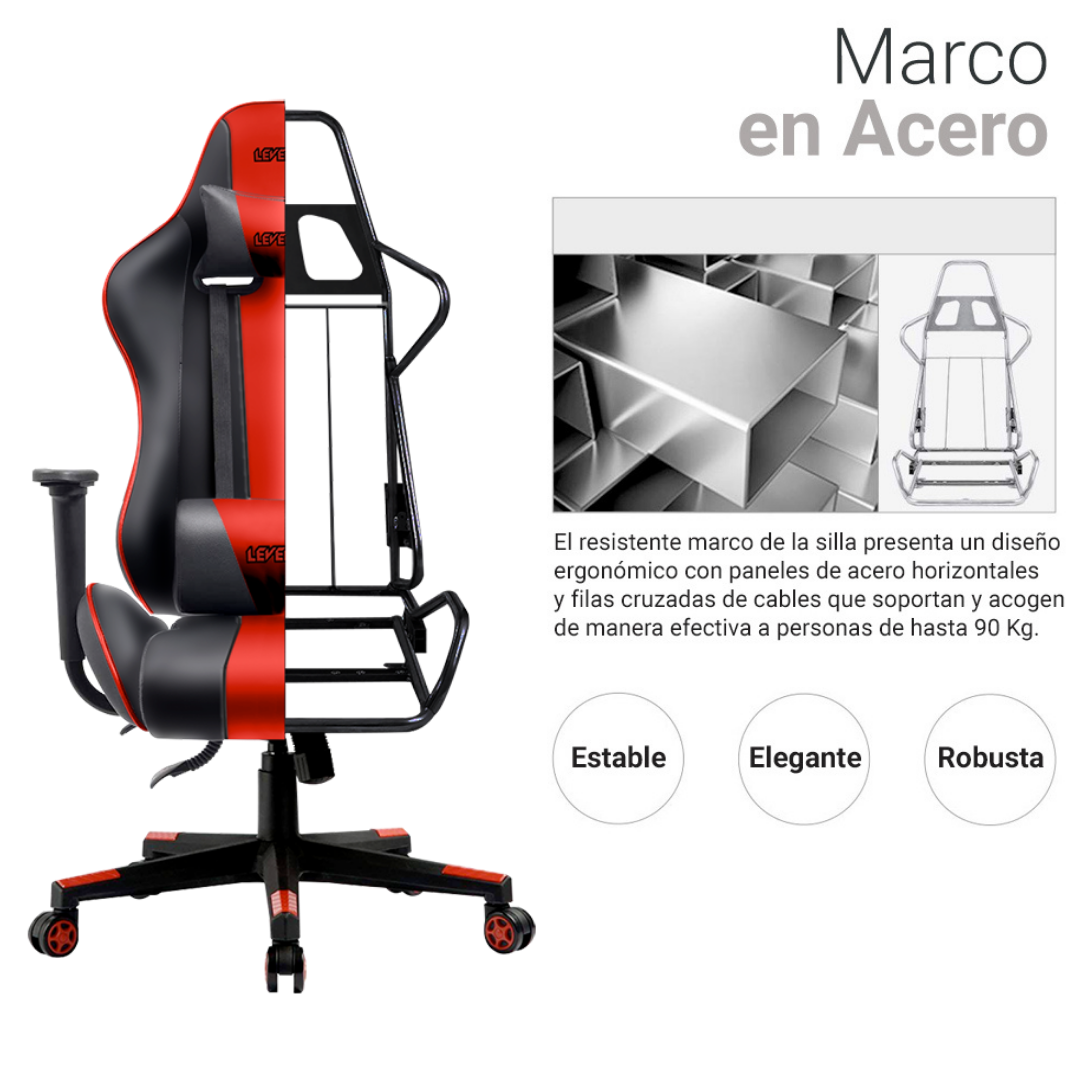 Marco
en Acero
LEVE
LEVE
LEVE
El resistente marco de la silla presenta un diseño
ergonómico con paneles de acero horizontales
y filas cruzadas de cables que soportan y acogen
de manera efectiva a personas de hasta 90 Kg.
Estable
Elegante
Robusta